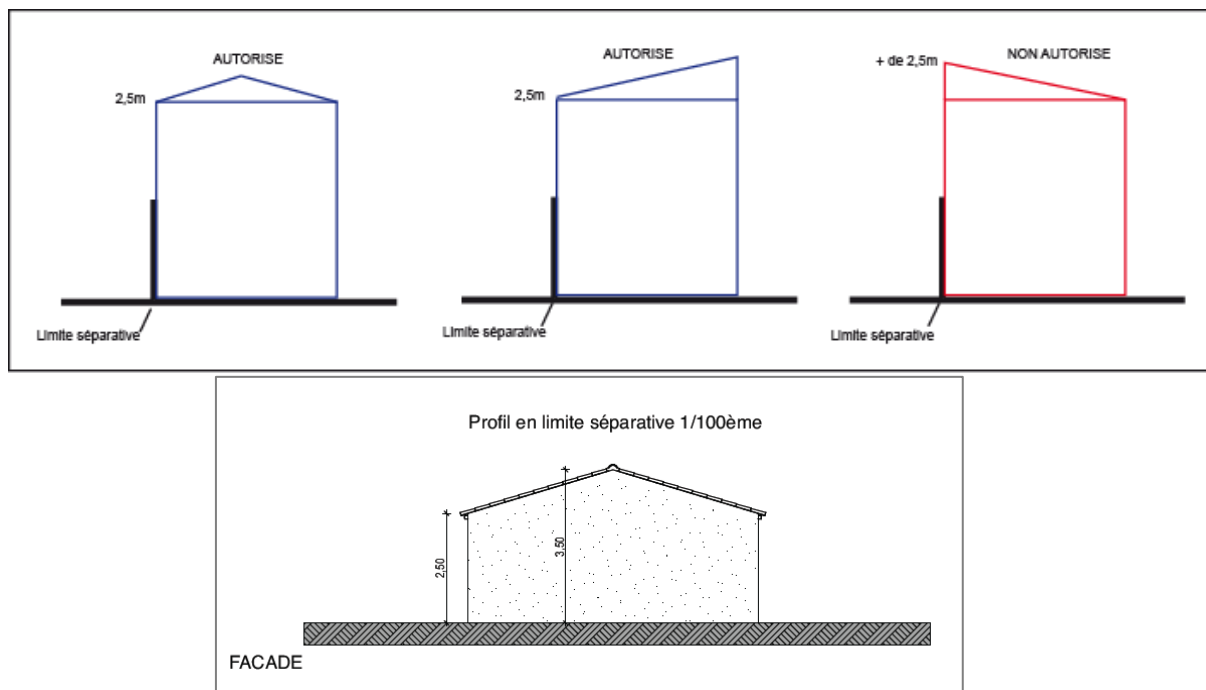 AUTORISE
2,5m
Limite séparative
AUTORISE
2,5m
Limite séparative
+ de 2,5m
NON AUTORISE
Limite séparative
Profil en limite séparative 1/100ème
2,50
3,50
FACADE